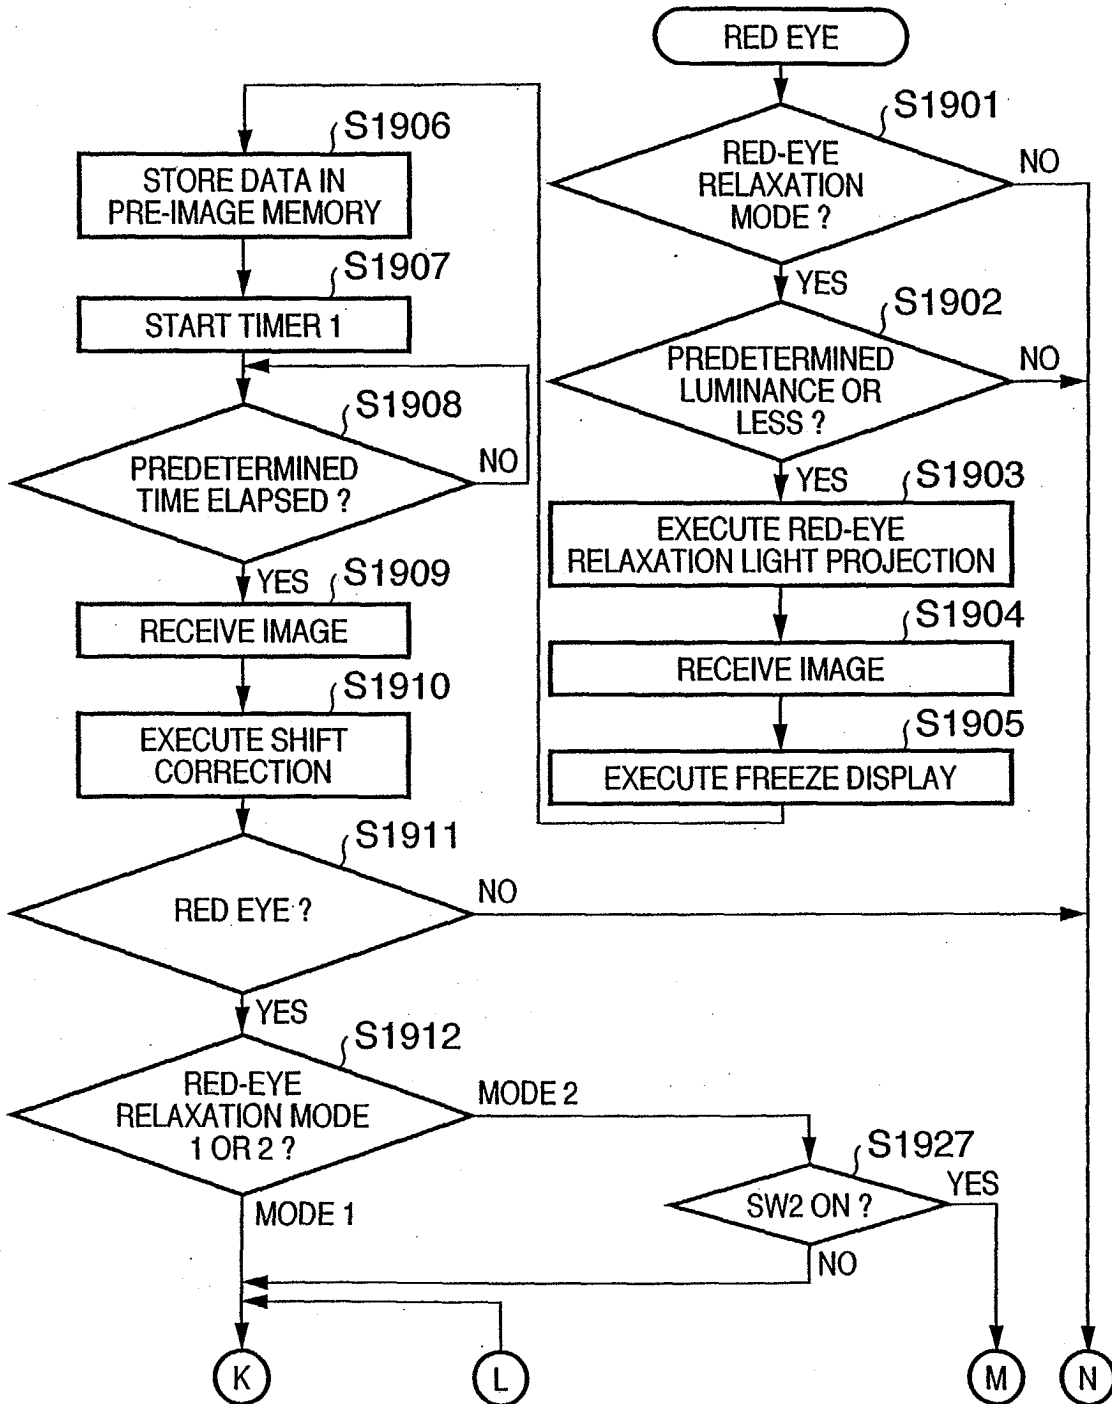 RED EYE
S1901
RED-EYE
RELAXATION
MODE ?
NO
YES
S1902
PREDETERMINED
LUMINANCE OR
LESS ?
NO
YES
S1903
EXECUTE RED-EYE
RELAXATION LIGHT PROJECTION
S1904
RECEIVE IMAGE
S1905
EXECUTE FREEZE DISPLAY
S1906
STORE DATA IN
PRE-IMAGE MEMORY
S1907
START TIMER 1
S1908
PREDETERMINED
TIME ELAPSED ?
NO
YES
S1909
RECEIVE IMAGE
S1910
EXECUTE SHIFT
CORRECTION
S1911
RED EYE ?
NO
YES
S1912
RED-EYE
RELAXATION MODE
1 OR 2 ?
MODE 2
MODE 1
S1927
SW2 ON ?
YES
NO
K
L
M
N